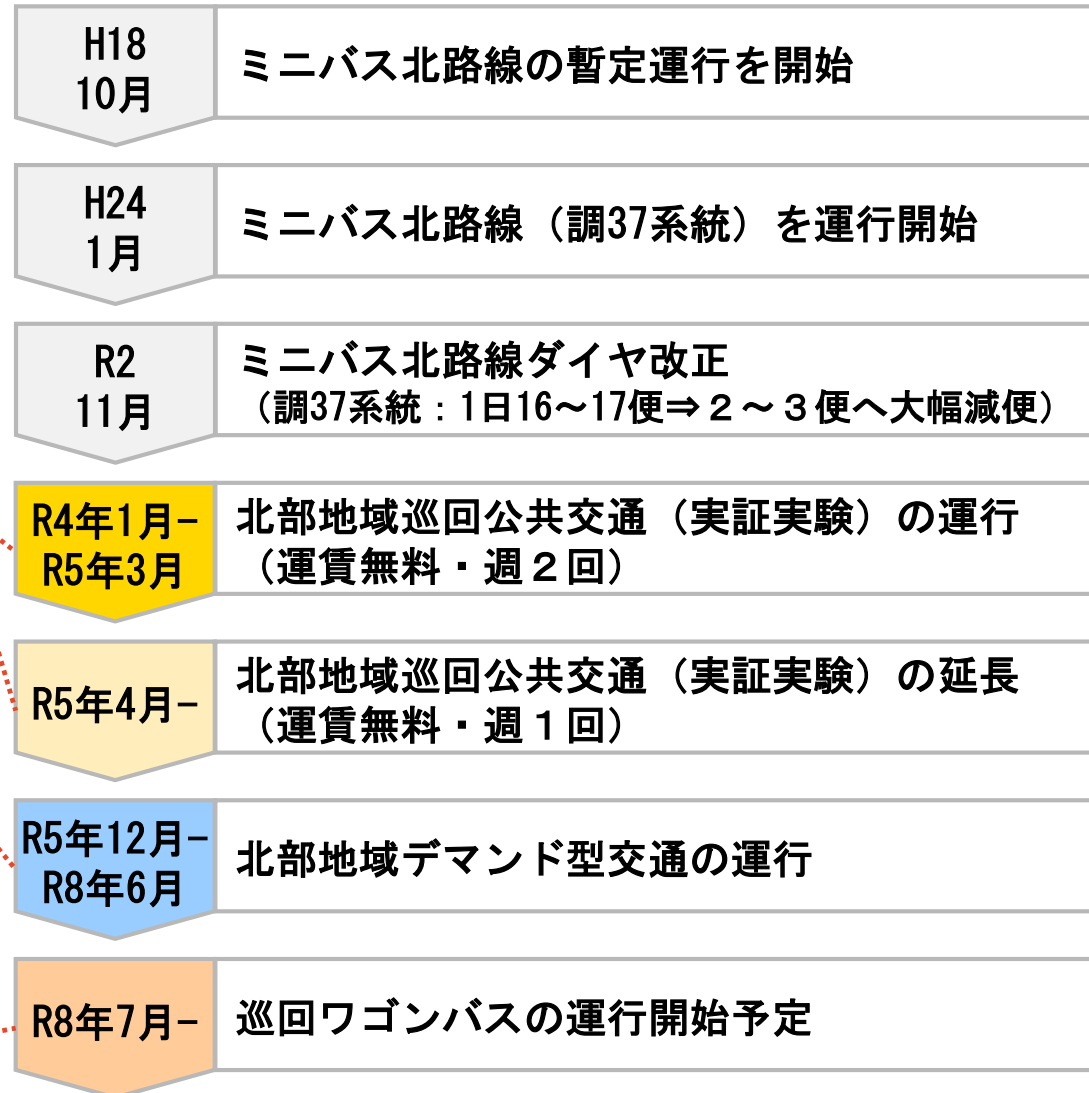 H18
10月
ミニバス北路線の暫定運行を開始
H24
1月
ミニバス北路線（調37系統）を運行開始
R2
11月
ミニバス北路線ダイヤ改正
（調37系統：1日16～17便⇒２～３便へ大幅減便）
R4年1月-
R5年3月
北部地域巡回公共交通（実証実験）の運行
（運賃無料・週２回）
R5年4月-
北部地域巡回公共交通（実証実験）の延長
（運賃無料・週１回）
R5年12月-
R8年6月
北部地域デマンド型交通の運行
R8年7月-
巡回ワゴンバスの運行開始予定